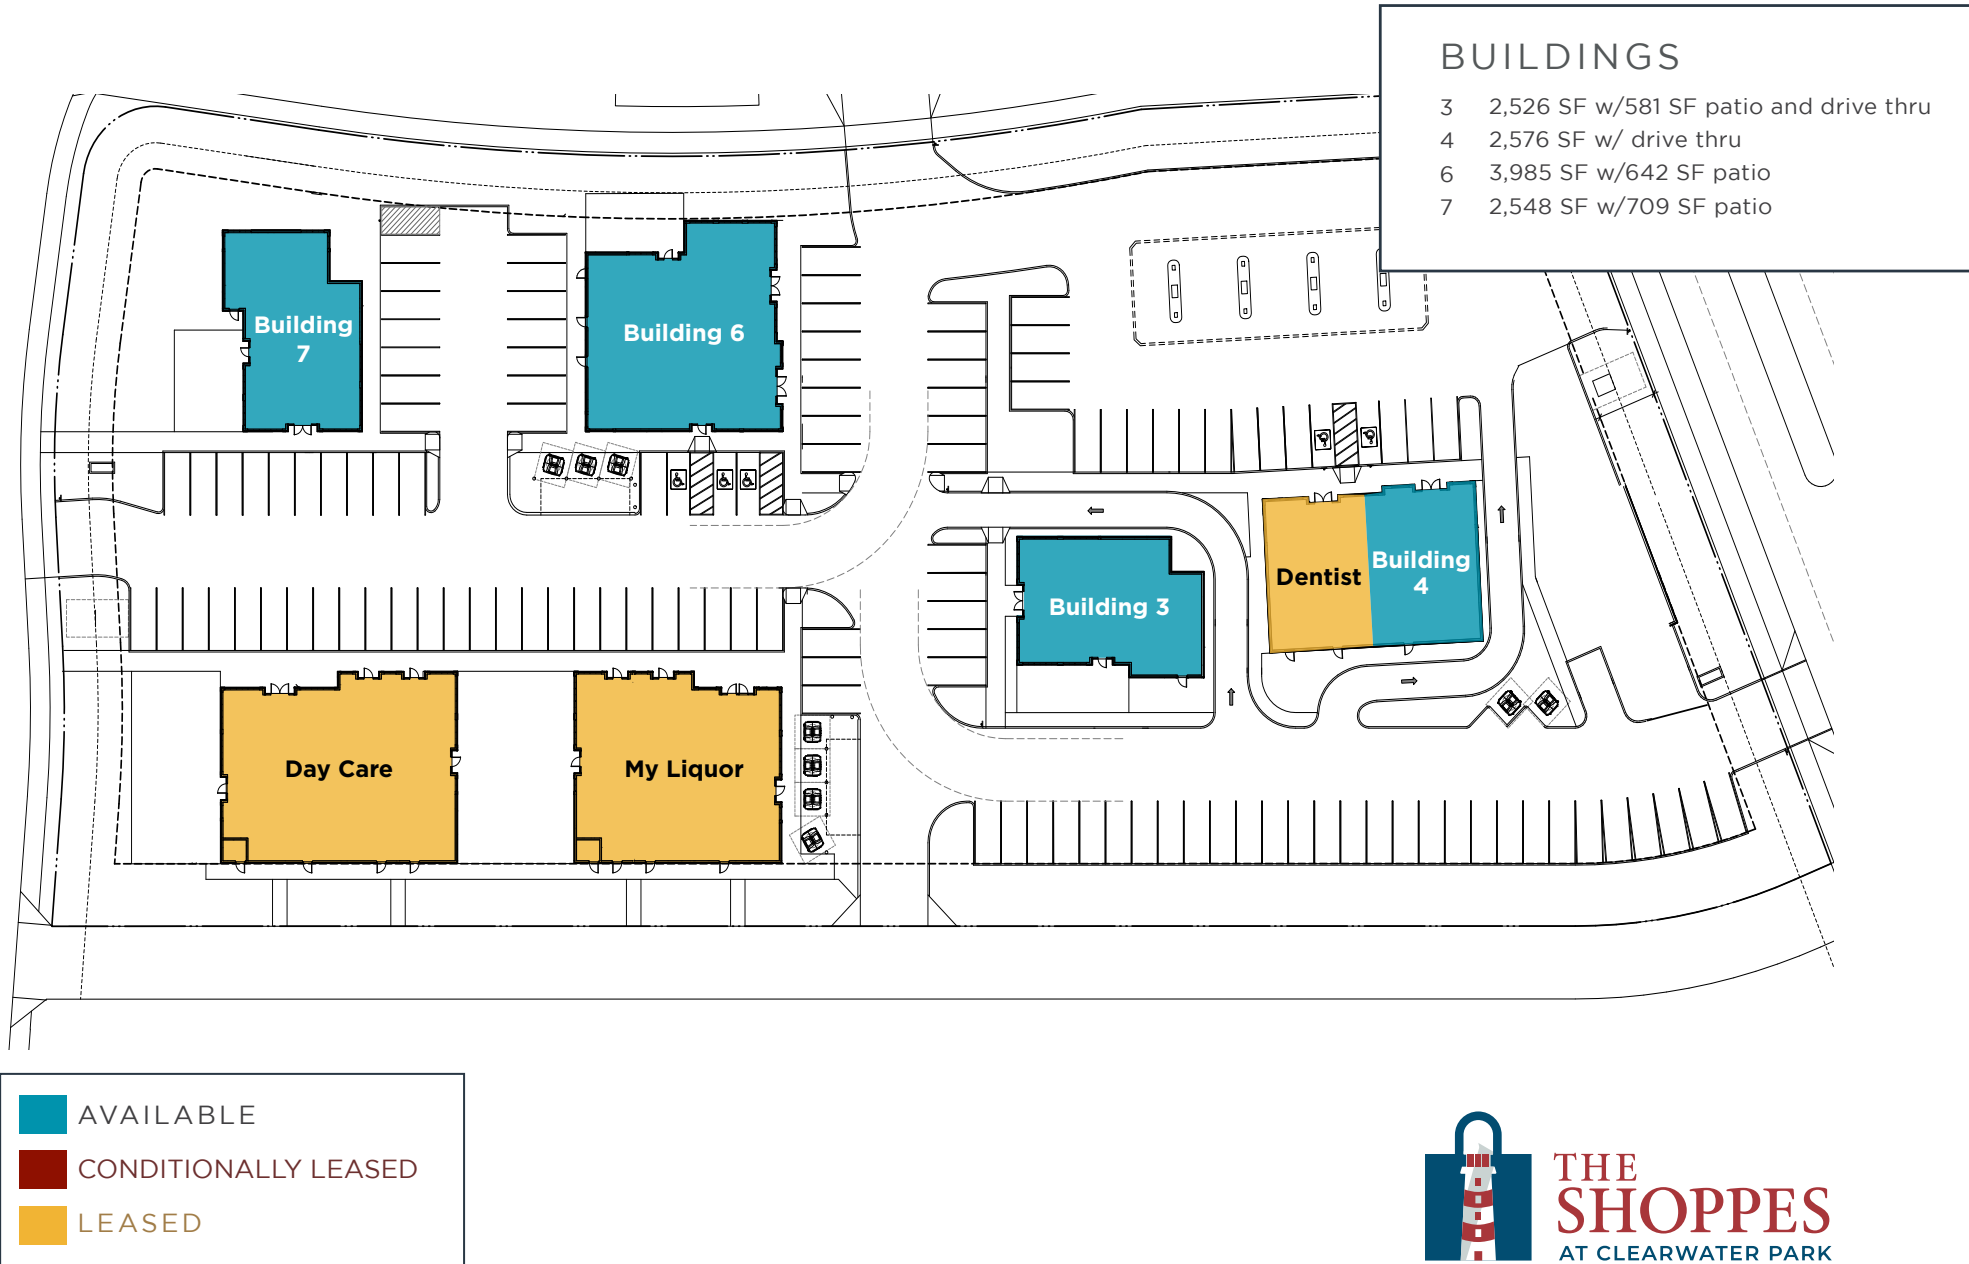 BUILDINGS
3 2,526 SF w/581 SF patio and drive thru
4 2,576 SF w/ drive thru
6 3,985 SF w/642 SF patio
7 2,548 SF w/709 SF patio
Building
7
Building 6
Building 3
Dentist
Building
4
Day Care
My Liquor
AVAILABLE
CONDITIONALLY LEASED
LEASED
THE
SHOPPES
AT CLEARWATER PARK